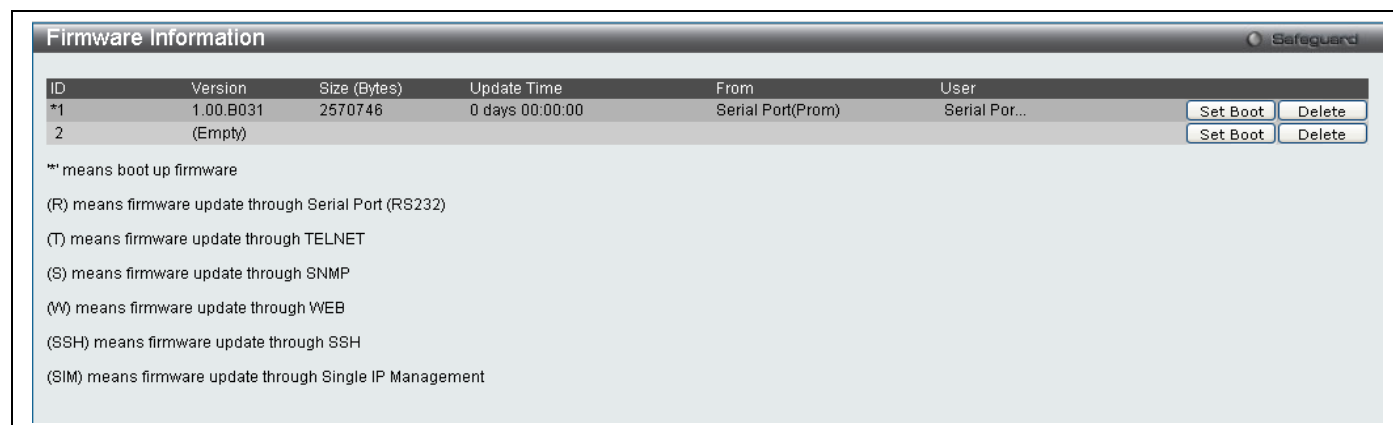 Firmware Information Safeguard
ID Version Size (Bytes) Update Time From User
*1 1.00.B031 2570746 0 days 00:00:00 Serial Port(Prom) Serial Por... Set Boot Delete
2 (Empty) Set Boot Delete
'*' means boot up firmware
(R) means firmware update through Serial Port (RS232)
(T) means firmware update through TELNET
(S) means firmware update through SNMP
(W) means firmware update through WEB
(SSH) means firmware update through SSH
(SIM) means firmware update through Single IP Management